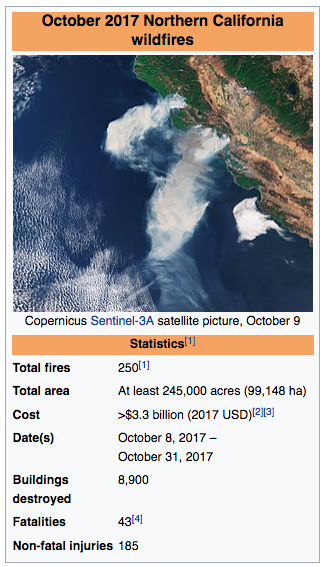 October 2017 Northern California
wildfires
Copernicus Sentinel-3A satellite picture, October 9
Statistics[1]
Total fires 250[1]
Total area At least 245,000 acres (99,148 ha)
Cost >$3.3 billion (2017 USD)[2][3]
Date(s) October 8, 2017 –
October 31, 2017
Buildings 8,900
destroyed
Fatalities 43[4]
Non-fatal injuries 185